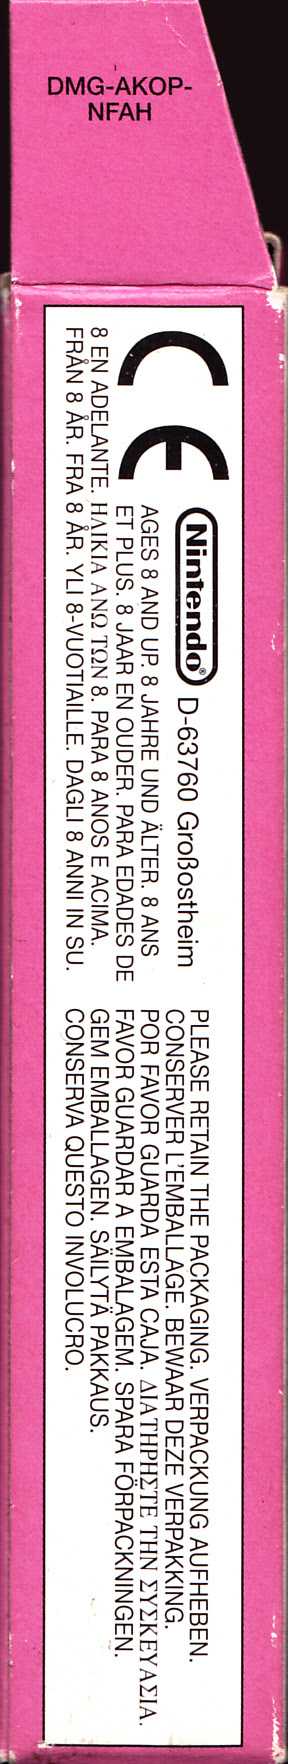 DMG-AKOP-
NFAH
CE
Nintendo® D-63760 Großostheim
AGES 8 AND UP. 8 JAHRE UND ÄLTER. 8 ANS
ET PLUS. 8 JAAR EN OUDER. PARA EDADES DE
8 EN ADELANTE. ΗΛΙΚΙΑ ΑΝΩ ΤΩΝ 8. PARA 8 ANOS E ACIMA.
FRÅN 8 ÅR. FRA 8 ÅR. YLI 8-VUOTIAILLE. DAGLI 8 ANNI IN SU.
PLEASE RETAIN THE PACKAGING. VERPACKUNG AUFHEBEN.
CONSERVER L'EMBALLAGE. BEWAAR DEZE VERPAKKING.
POR FAVOR GUARDA ESTA CAJA. ΔΙΑΤΗΡΗΣΤΕ ΤΗΝ ΣΥΣΚΕΥΑΣΙΑ.
FAVOR GUARDAR A EMBALAGEM. SPARA FÖRPACKNINGEN.
GEM EMBALLAGEN. SÄILYTÄ PAKKAUS.
CONSERVA QUESTO INVOLUCRO.